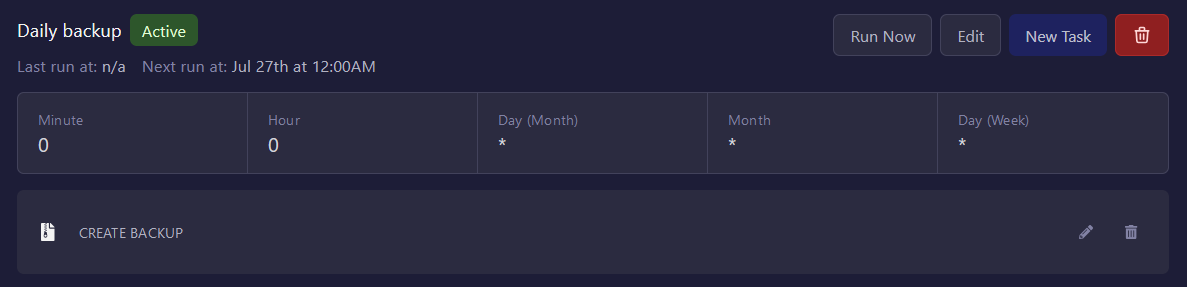 Daily backup Active Run Now Edit New Task
Last run at: n/a Next run at: Jul 27th at 12:00AM
Minute Hour Day (Month) Month Day (Week)
0 0 * * *
CREATE BACKUP